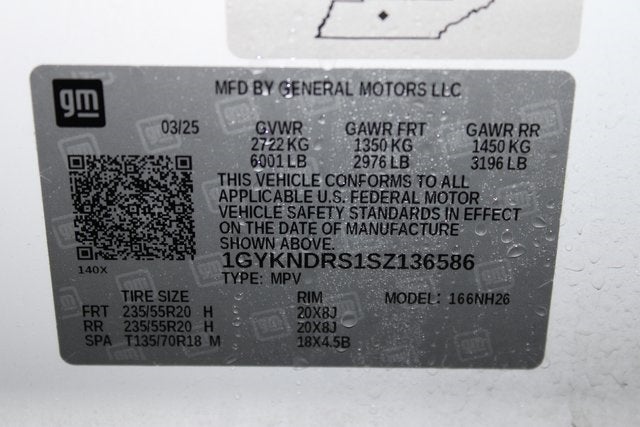 gm
MFD BY GENERAL MOTORS LLC
03/25 GVWR GAWR FRT GAWR RR
2722 KG 1350 KG 1450 KG
6001 LB 2976 LB 3196 LB
THIS VEHICLE CONFORMS TO ALL
APPLICABLE U.S. FEDERAL MOTOR
VEHICLE SAFETY STANDARDS IN EFFECT
ON THE DATE OF MANUFACTURE
SHOWN ABOVE.
140X
1GYKNDRS1SZ136586
TYPE: MPV
TIRE SIZE RIM MODEL: 166NH26
FRT 235/55R20 H 20X8J
RR 235/55R20 H 20X8J
SPA T135/70R18 M 18X4.5B